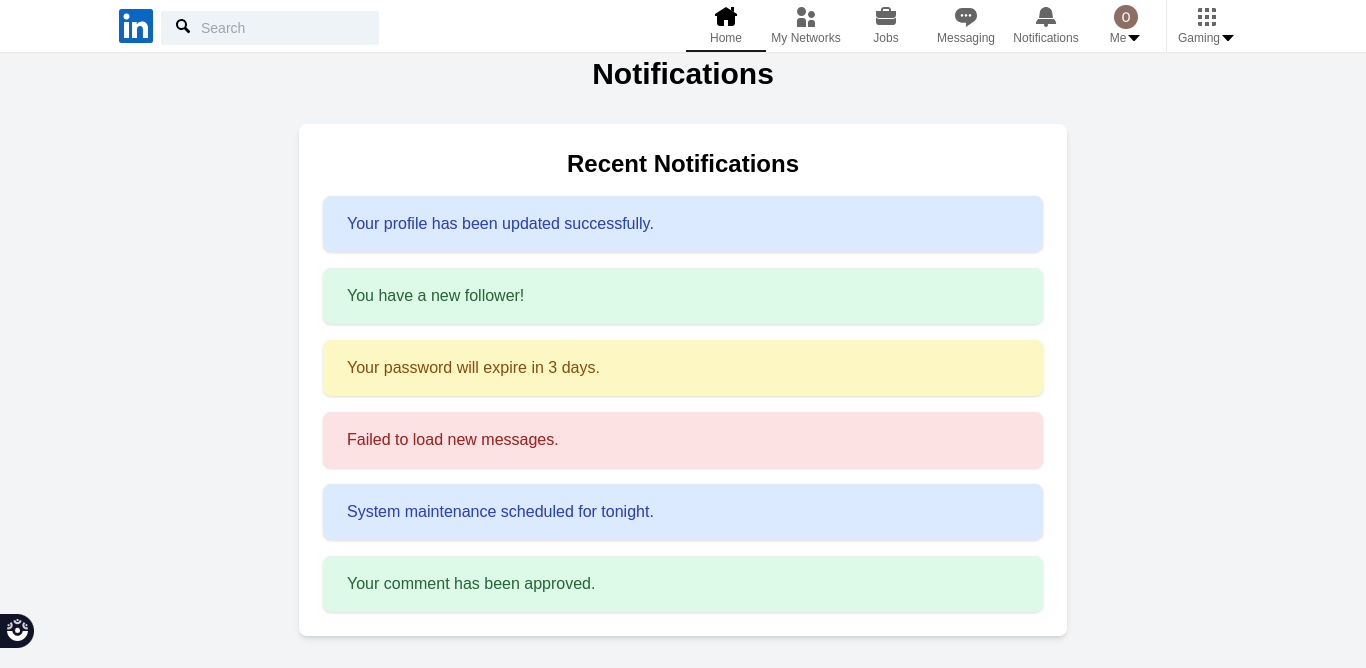 in
Search
Home
My Networks
Jobs
Messaging
Notifications
O
Me
Gaming
Notifications
Recent Notifications
Your profile has been updated successfully.
You have a new follower!
Your password will expire in 3 days.
Failed to load new messages.
System maintenance scheduled for tonight.
Your comment has been approved.